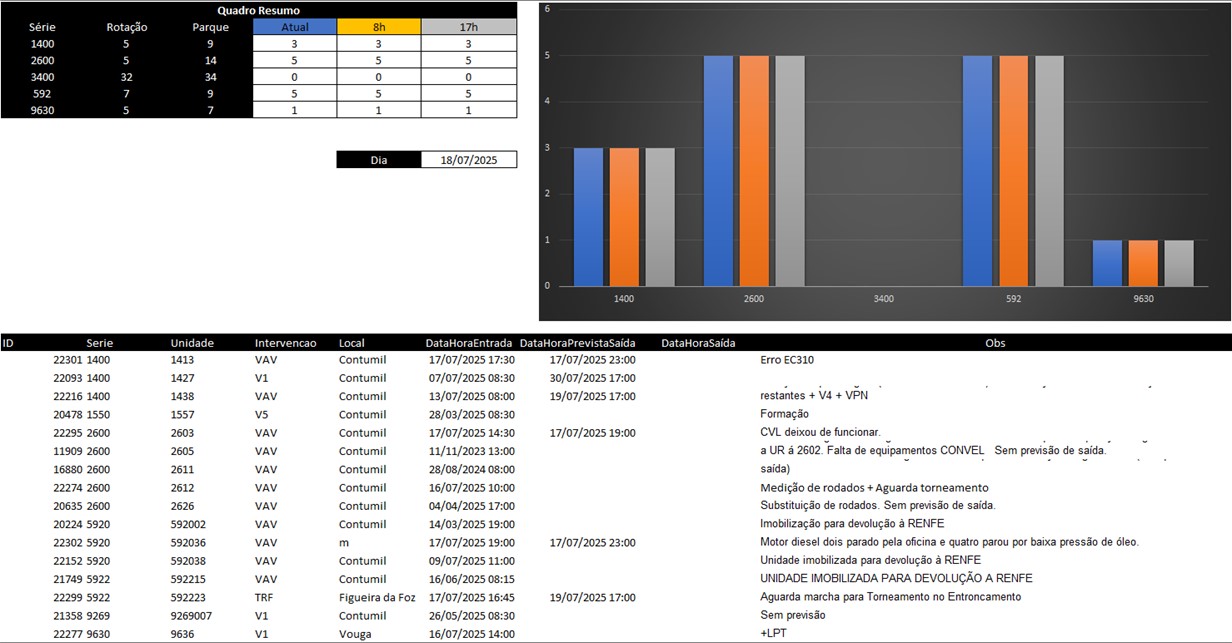 Quadro Resumo
Série Rotação Parque Atual 8h 17h
1400 5 9 3 3 3
2600 5 14 5 5 5
3400 32 34 0 0 0
592 7 9 5 5 5
9630 5 7 1 1 1
Dia 18/07/2025
6
5
4
3
2
1
0
1400 2600 3400 592 9630
ID Serie Unidade Intervencao Local DataHoraEntrada DataHoraPrevistaSaída DataHoraSaída Obs
22301 1400 1413 VAV Contumil 17/07/2025 17:30 17/07/2025 23:00 Erro EC310
22093 1400 1427 V1 Contumil 07/07/2025 08:30 30/07/2025 17:00
22216 1400 1438 VAV Contumil 13/07/2025 08:00 19/07/2025 17:00 restantes + V4 + VPN
20478 1550 1557 V5 Contumil 28/03/2025 08:30 Formação
22295 2600 2603 VAV Contumil 17/07/2025 14:30 17/07/2025 19:00 CVL deixou de funcionar.
11909 2600 2605 VAV Contumil 11/11/2023 13:00 a UR á 2602. Falta de equipamentos CONVEL Sem previsão de saída.
16880 2600 2611 VAV Contumil 28/08/2024 08:00 saída)
22274 2600 2612 VAV Contumil 16/07/2025 10:00 Medição de rodados + Aguarda torneamento
20635 2600 2626 VAV Contumil 04/04/2025 17:00 Substituição de rodados. Sem previsão de saída.
20224 5920 592002 VAV Contumil 14/03/2025 19:00 Imobilização para devolução à RENFE
22302 5920 592036 VAV m 17/07/2025 19:00 17/07/2025 23:00 Motor diesel dois parado pela oficina e quatro parou por baixa pressão de óleo.
22152 5920 592038 VAV Contumil 09/07/2025 11:00 Unidade imobilizada para devolução à RENFE
21749 5922 592215 VAV Contumil 16/06/2025 08:15 UNIDADE IMOBILIZADA PARA DEVOLUÇÃO A RENFE
22299 5922 592223 TRF Figueira da Foz 17/07/2025 16:45 19/07/2025 17:00 Aguarda marcha para Torneamento no Entroncamento
21358 9269 9269007 V1 Contumil 26/05/2025 08:30 Sem previsão
22277 9630 9636 V1 Vouga 16/07/2025 14:00 +LPT